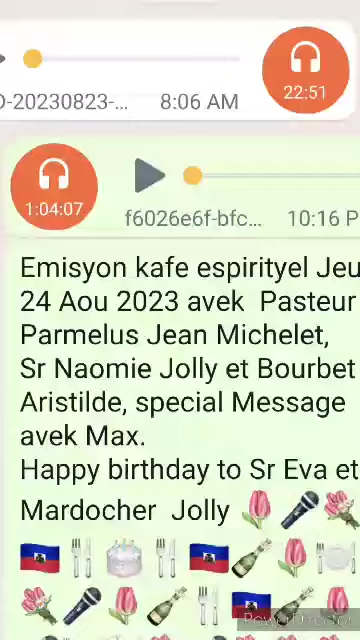 D-20230823-... 8:06 AM
22:51
1:04:07
f6026e6f-bfc... 10:16 P
Emisyon kafe espirityel Jeu
24 Aou 2023 avek Pasteur
Parmelus Jean Michelet,
Sr Naomie Jolly et Bourbet
Aristilde, special Message
avek Max.
Happy birthday to Sr Eva et
Mardocher Jolly
PowerDirector